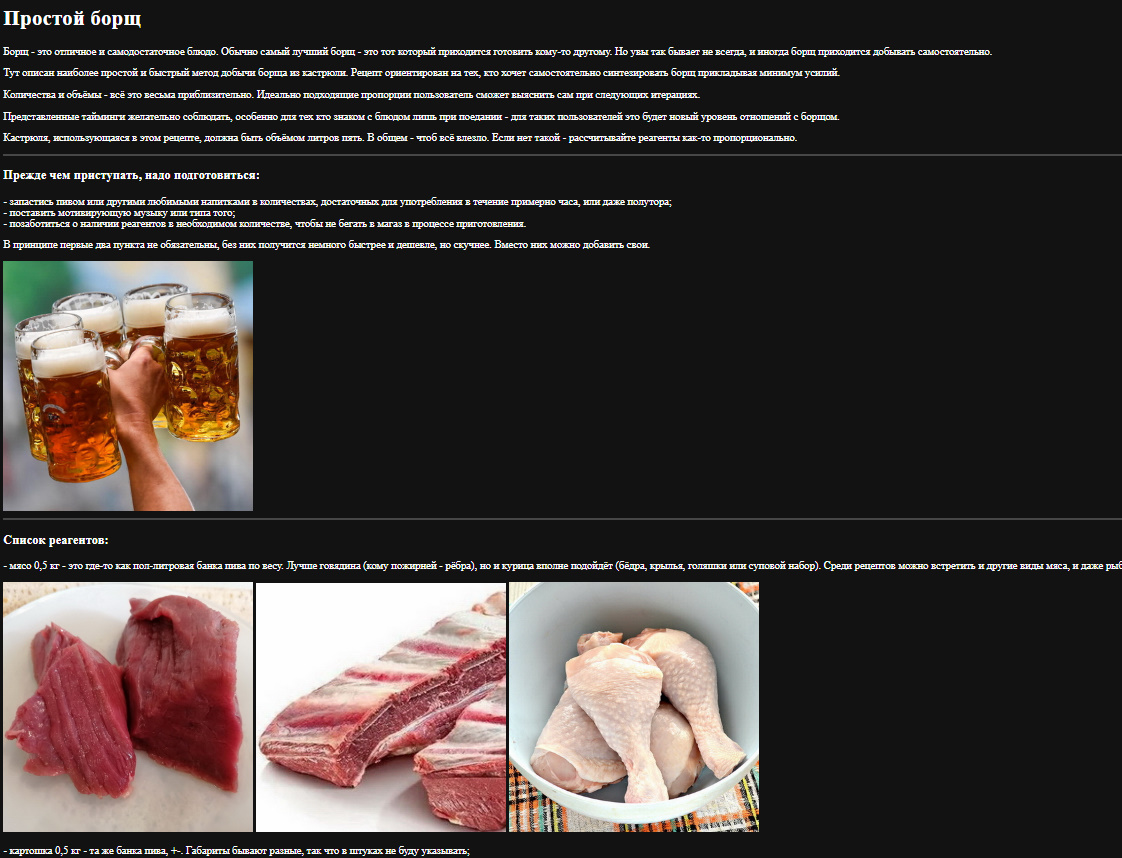 Простой борщ
Борщ - это отличное и самодостаточное блюдо. Обычно самый лучший борщ - это тот который приходится готовить кому-то другому. Но увы так бывает не всегда, и иногда борщ приходится добывать самостоятельно.
Тут описан наиболее простой и быстрый метод добычи борща из кастрюли. Рецепт ориентирован на тех, кто хочет самостоятельно синтезировать борщ прикладывая минимум усилий.
Количества и объёмы - всё это весьма приблизительно. Идеально подходящие пропорции пользователь сможет выяснить сам при следующих итерациях.
Представленные тайминги желательно соблюдать, особенно для тех кто знаком с блюдом лишь при поедании - для таких пользователей это будет новый уровень отношений с борщом.
Кастрюля, использующаяся в этом рецепте, должна быть объёмом литров пять. В общем - чтоб всё влезло. Если нет такой - рассчитывайте реагенты как-то пропорционально.
Прежде чем приступать, надо подготовиться:
- запастись пивом или другими любимыми напитками в количествах, достаточных для употребления в течение примерно часа, или даже полутора;
- поставить мотивирующую музыку или типа того;
- позаботиться о наличии реагентов в необходимом количестве, чтобы не бегать в магаз в процессе приготовления.
В принципе первые два пункта не обязательны, без них получится немного быстрее и дешевле, но скучнее. Вместо них можно добавить свои.
Список реагентов:
- мясо 0,5 кг - это где-то как пол-литровая банка пива по весу. Лучше говядина (кому пожирней - рёбра), но и курица вполне подойдёт (бёдра, крылья, голяшки или суповой набор). Среди рецептов можно встретить и другие виды мяса, и даже рыб
- картошка 0,5 кг - та же банка пива, +-. Габариты бывают разные, так что в штуках не буду указывать;